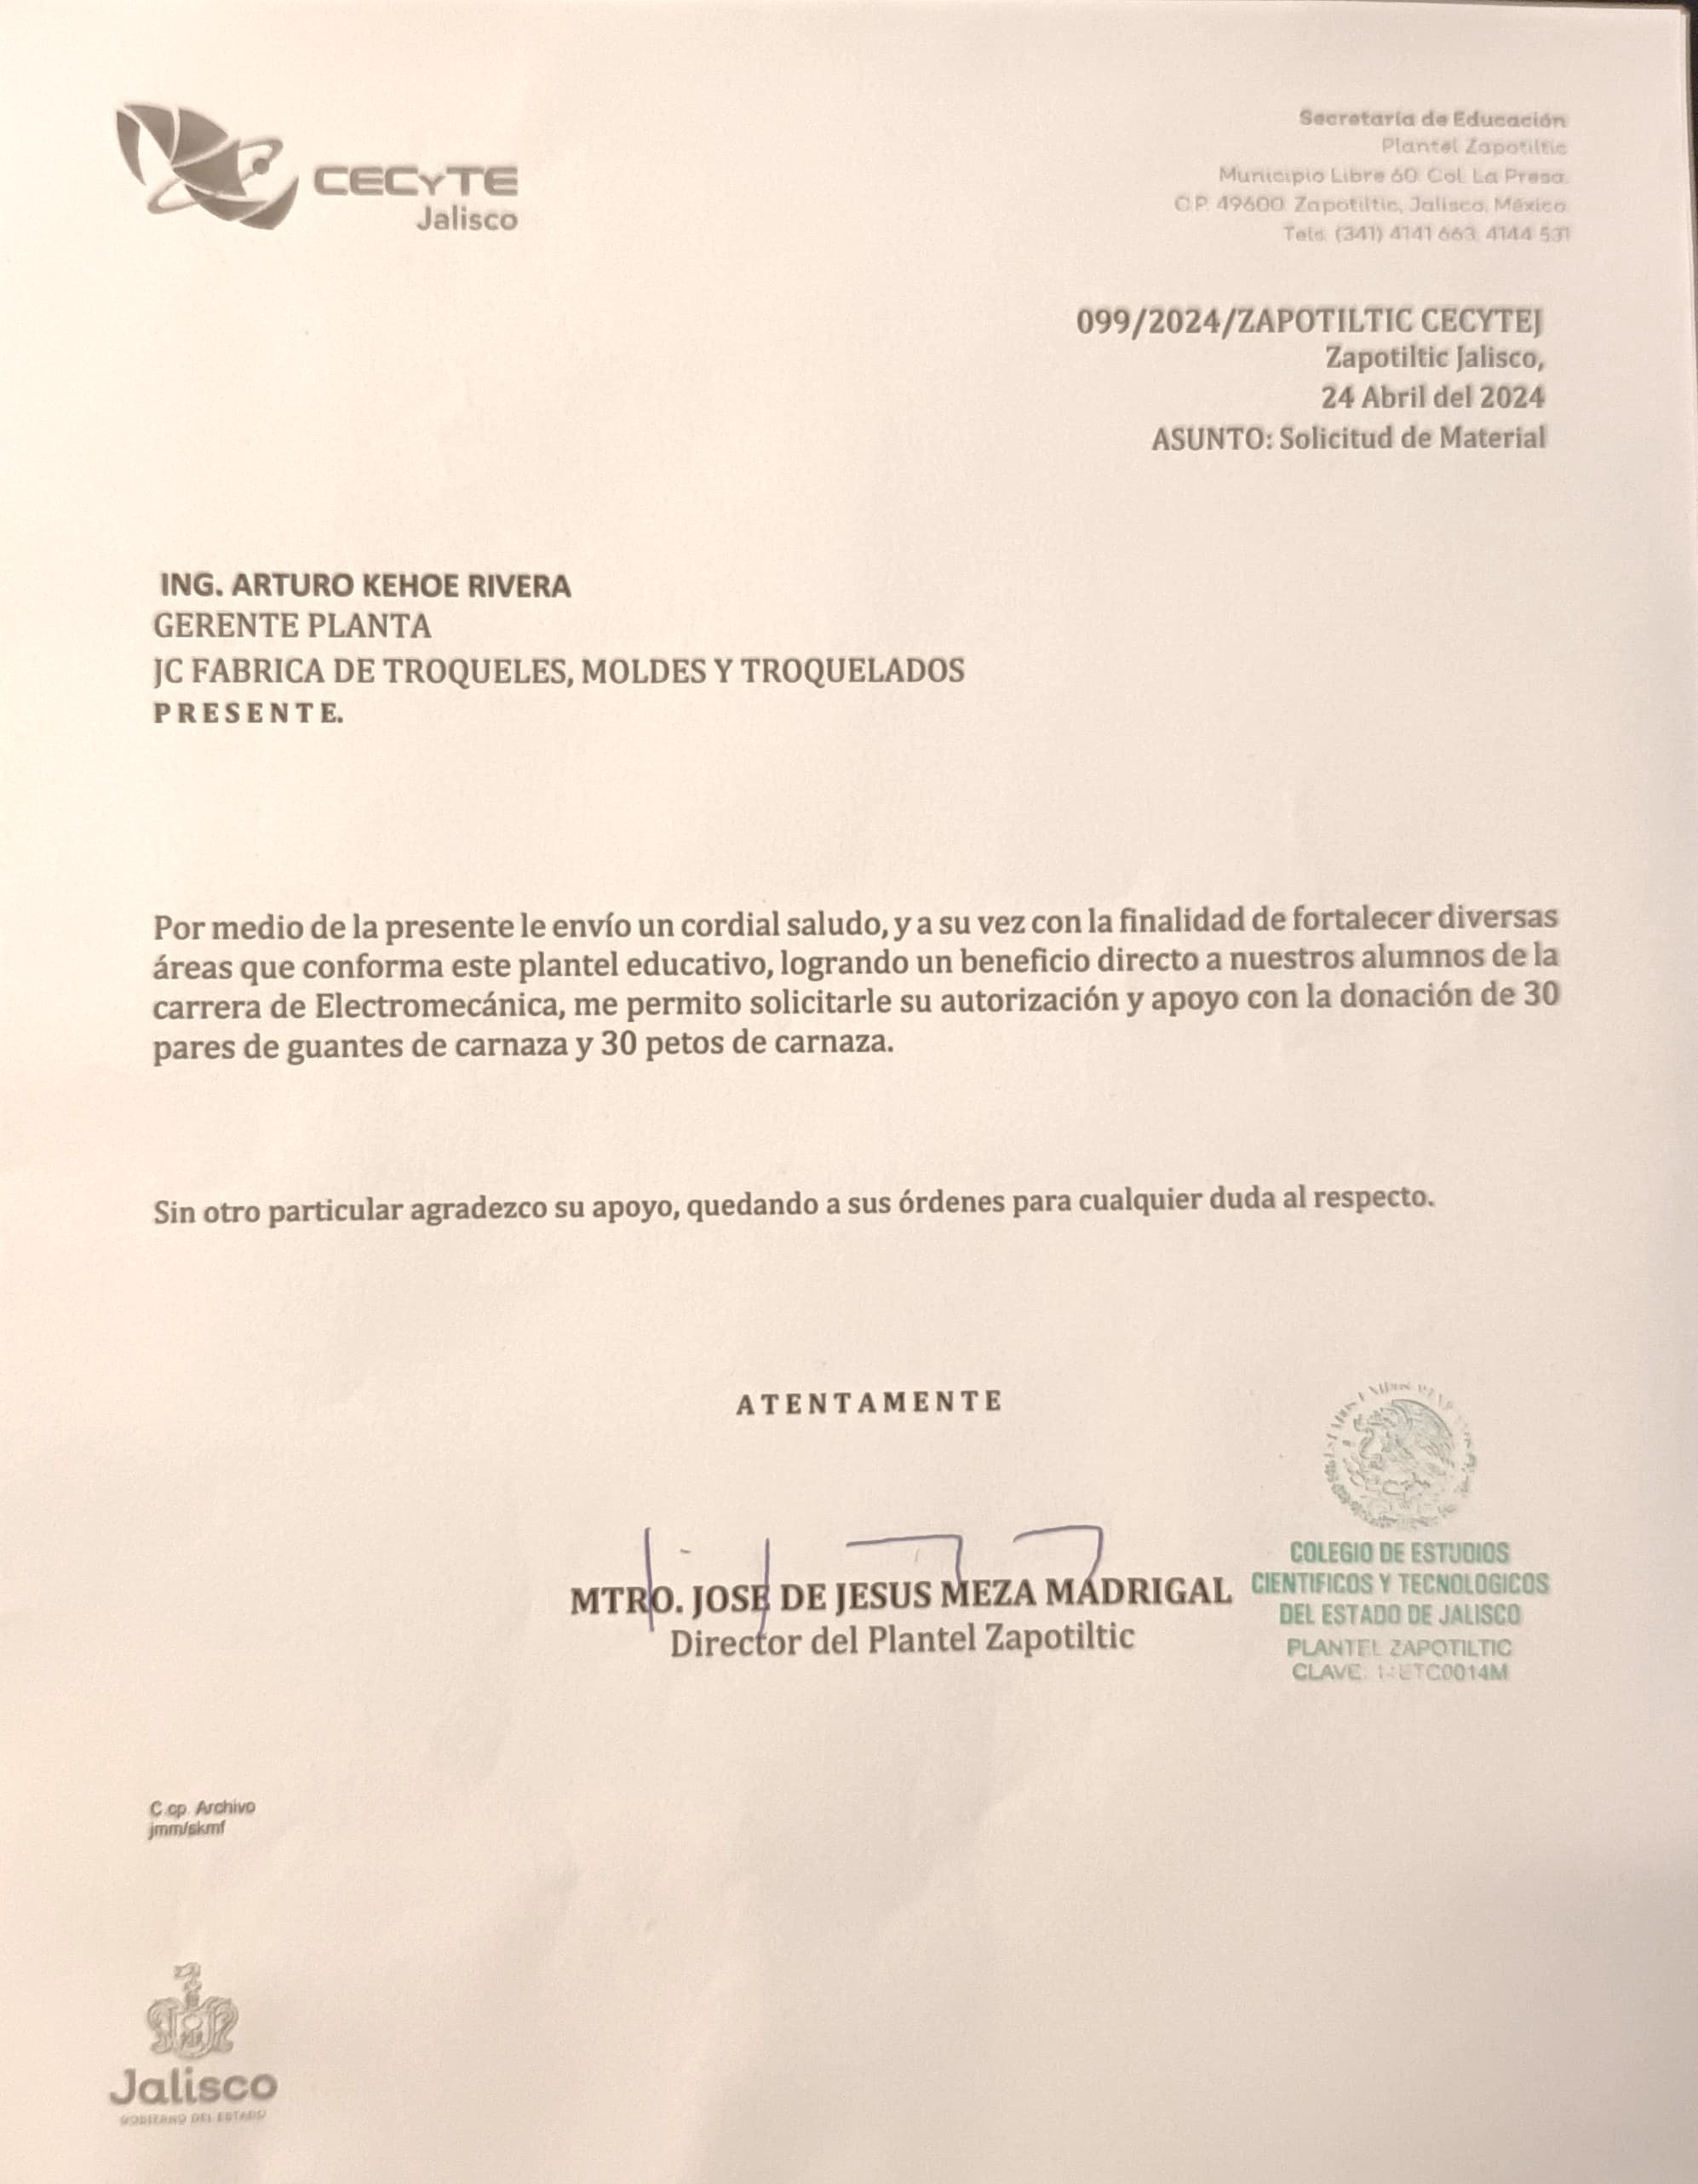 CECyTE
Jalisco
Secretaría de Educación
Plantel Zapotiltic
Municipio Libre 60. Col. La Presa.
C.P. 49600. Zapotiltic, Jalisco, México.
Tels. (341) 4141 663, 4144 531
099/2024/ZAPOTILTIC CECYTEJ
Zapotiltic Jalisco,
24 Abril del 2024
ASUNTO: Solicitud de Material
ING. ARTURO KEHOE RIVERA
GERENTE PLANTA
JC FABRICA DE TROQUELES, MOLDES Y TROQUELADOS
PRESENTE.
Por medio de la presente le envío un cordial saludo, y a su vez con la finalidad de fortalecer diversas
áreas que conforma este plantel educativo, logrando un beneficio directo a nuestros alumnos de la
carrera de Electromecánica, me permito solicitarle su autorización y apoyo con la donación de 30
pares de guantes de carnaza y 30 petos de carnaza.
Sin otro particular agradezco su apoyo, quedando a sus órdenes para cualquier duda al respecto.
ATENTAMENTE
MTRO. JOSE DE JESUS MEZA MADRIGAL
Director del Plantel Zapotiltic
COLEGIO DE ESTUDIOS
CIENTIFICOS Y TECNOLOGICOS
DEL ESTADO DE JALISCO
PLANTEL ZAPOTILTIC
CLAVE:
C.cp. Archivo
jmm/skmf
Jalisco
GOBIERNO DEL ESTADO